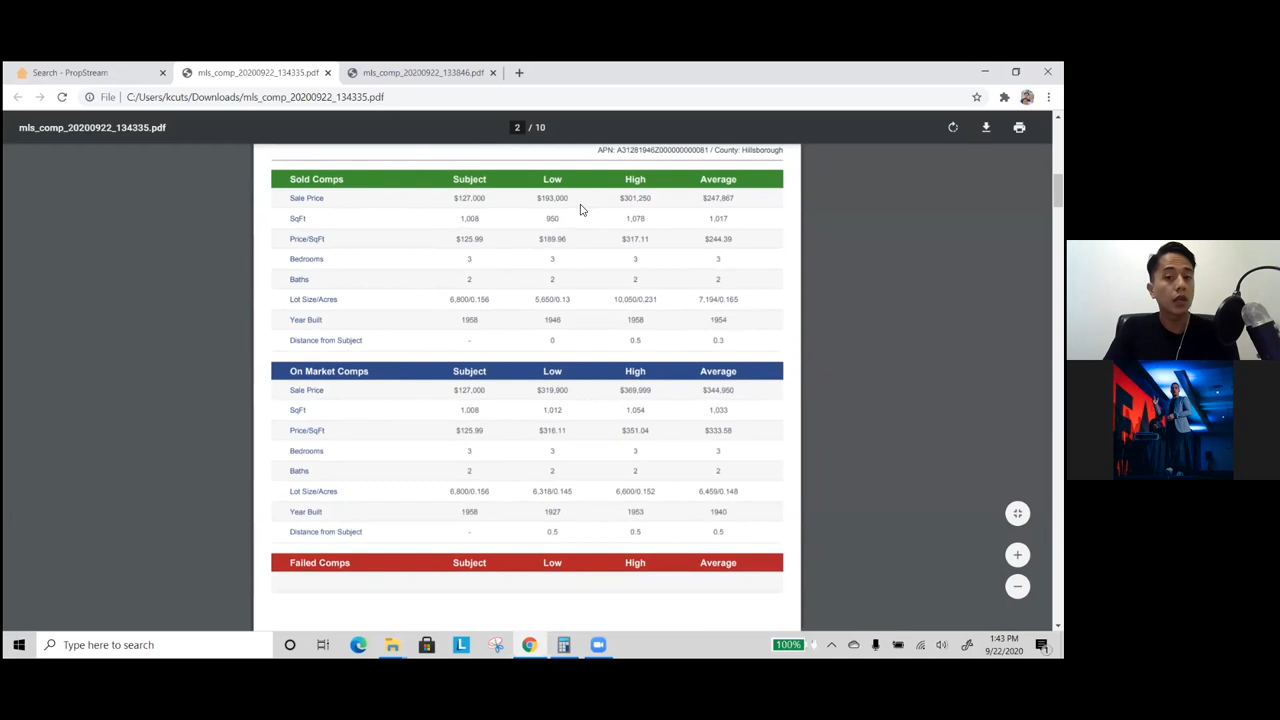 Search - PropStream
mls_comp_20200922_134335.pdf
mls_comp_20200922_133846.pdf
File C:/Users/kcuts/Downloads/mls_comp_20200922_134335.pdf
mls_comp_20200922_134335.pdf
2 / 10
APN: A31281946Z000000000081 / County: Hillsborough
Sold Comps Subject Low High Average
Sale Price $127,000 $193,000 $301,250 $247,867
SqFt 1,008 950 1,078 1,017
Price/SqFt $125.99 $189.96 $317.11 $244.39
Bedrooms 3 3 3 3
Baths 2 2 2 2
Lot Size/Acres 6,800/0.156 5,650/0.13 10,050/0.231 7,194/0.165
Year Built 1958 1946 1958 1954
Distance from Subject - 0 0.5 0.3
On Market Comps Subject Low High Average
Sale Price $127,000 $319,900 $369,999 $344,950
SqFt 1,008 1,012 1,054 1,033
Price/SqFt $125.99 $316.11 $351.04 $333.58
Bedrooms 3 3 3 3
Baths 2 2 2 2
Lot Size/Acres 6,800/0.156 6,318/0.145 6,600/0.152 6,459/0.148
Year Built 1958 1927 1953 1940
Distance from Subject - 0.5 0.5 0.5
Failed Comps Subject Low High Average
Type here to search
100%
1:43 PM
9/22/2020